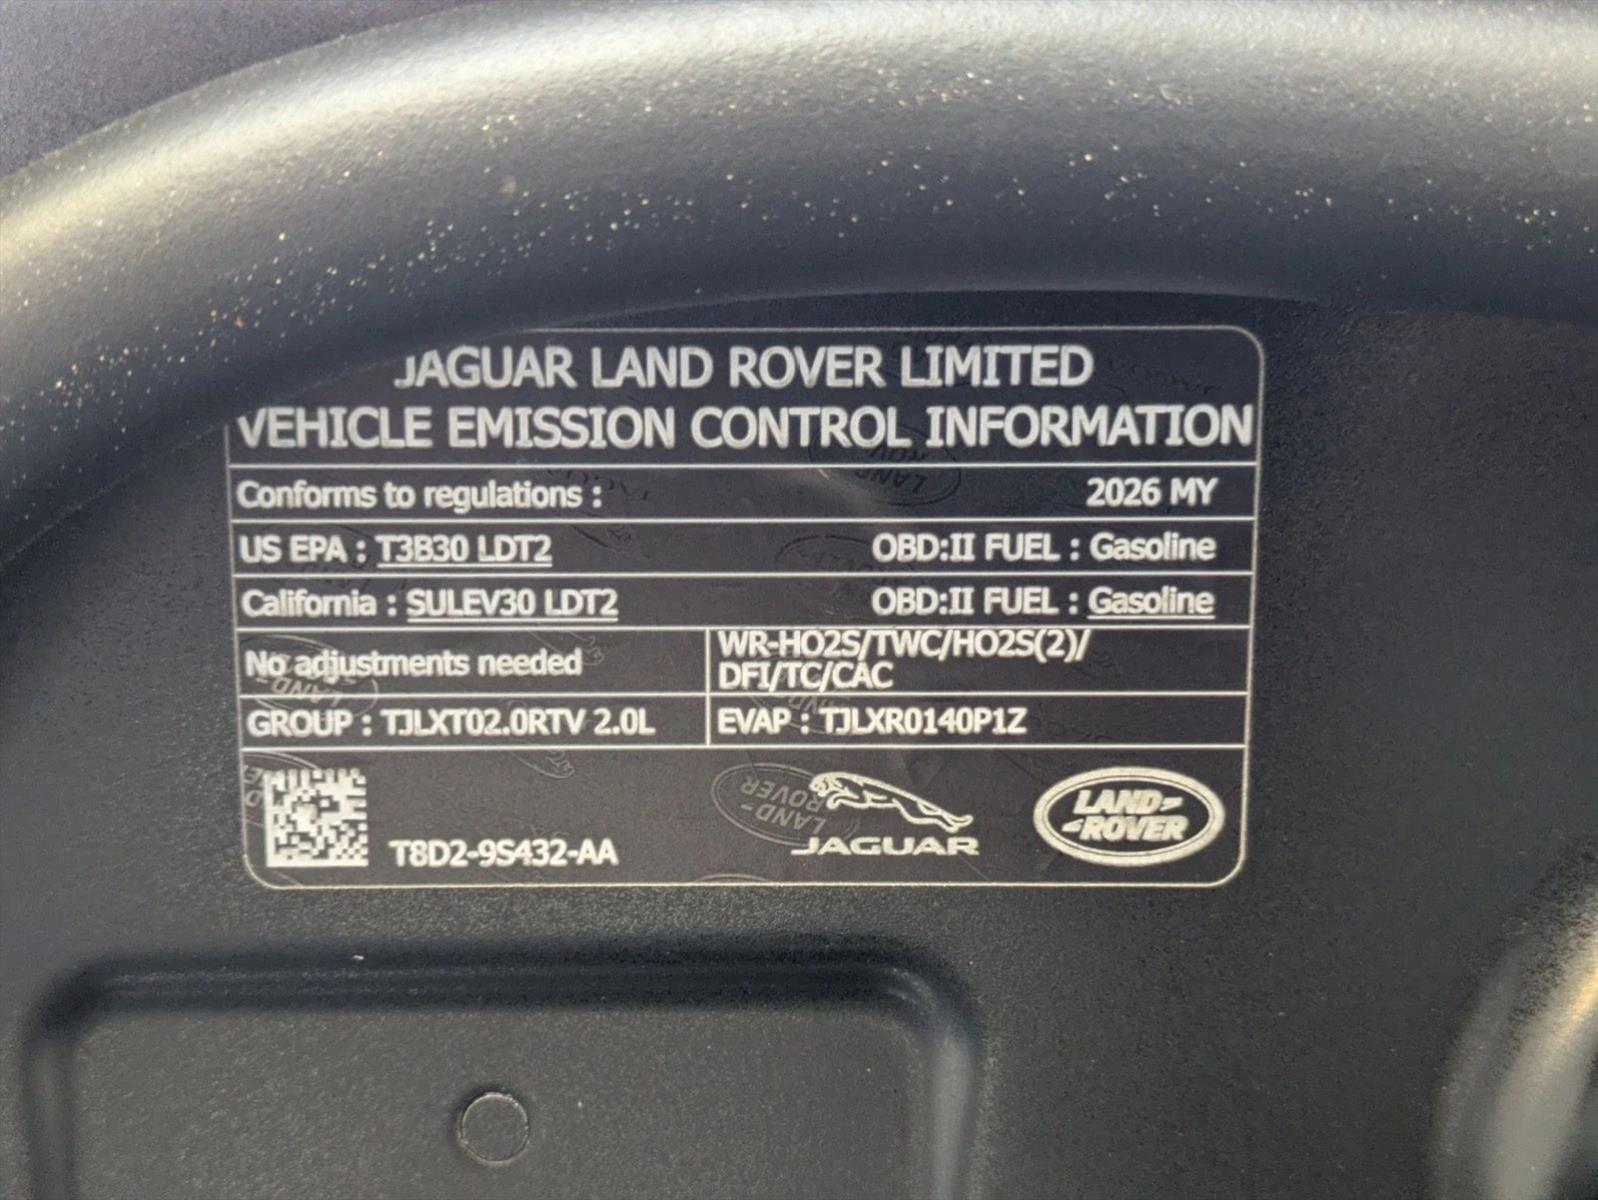 JAGUAR LAND ROVER LIMITED
VEHICLE EMISSION CONTROL INFORMATION
Conforms to regulations : 2026 MY
US EPA : T3B30 LDT2 OBD:II FUEL : Gasoline
California : SULEV30 LDT2 OBD:II FUEL : Gasoline
No adjustments needed
WR-HO2S/TWC/HO2S(2)/
DFI/TC/CAC
GROUP : TJLXT02.0RTV 2.0L EVAP : TJLXR0140P1Z
T8D2-9S432-AA
LAND-
ROVER
JAGUAR
LAND-
-ROVER